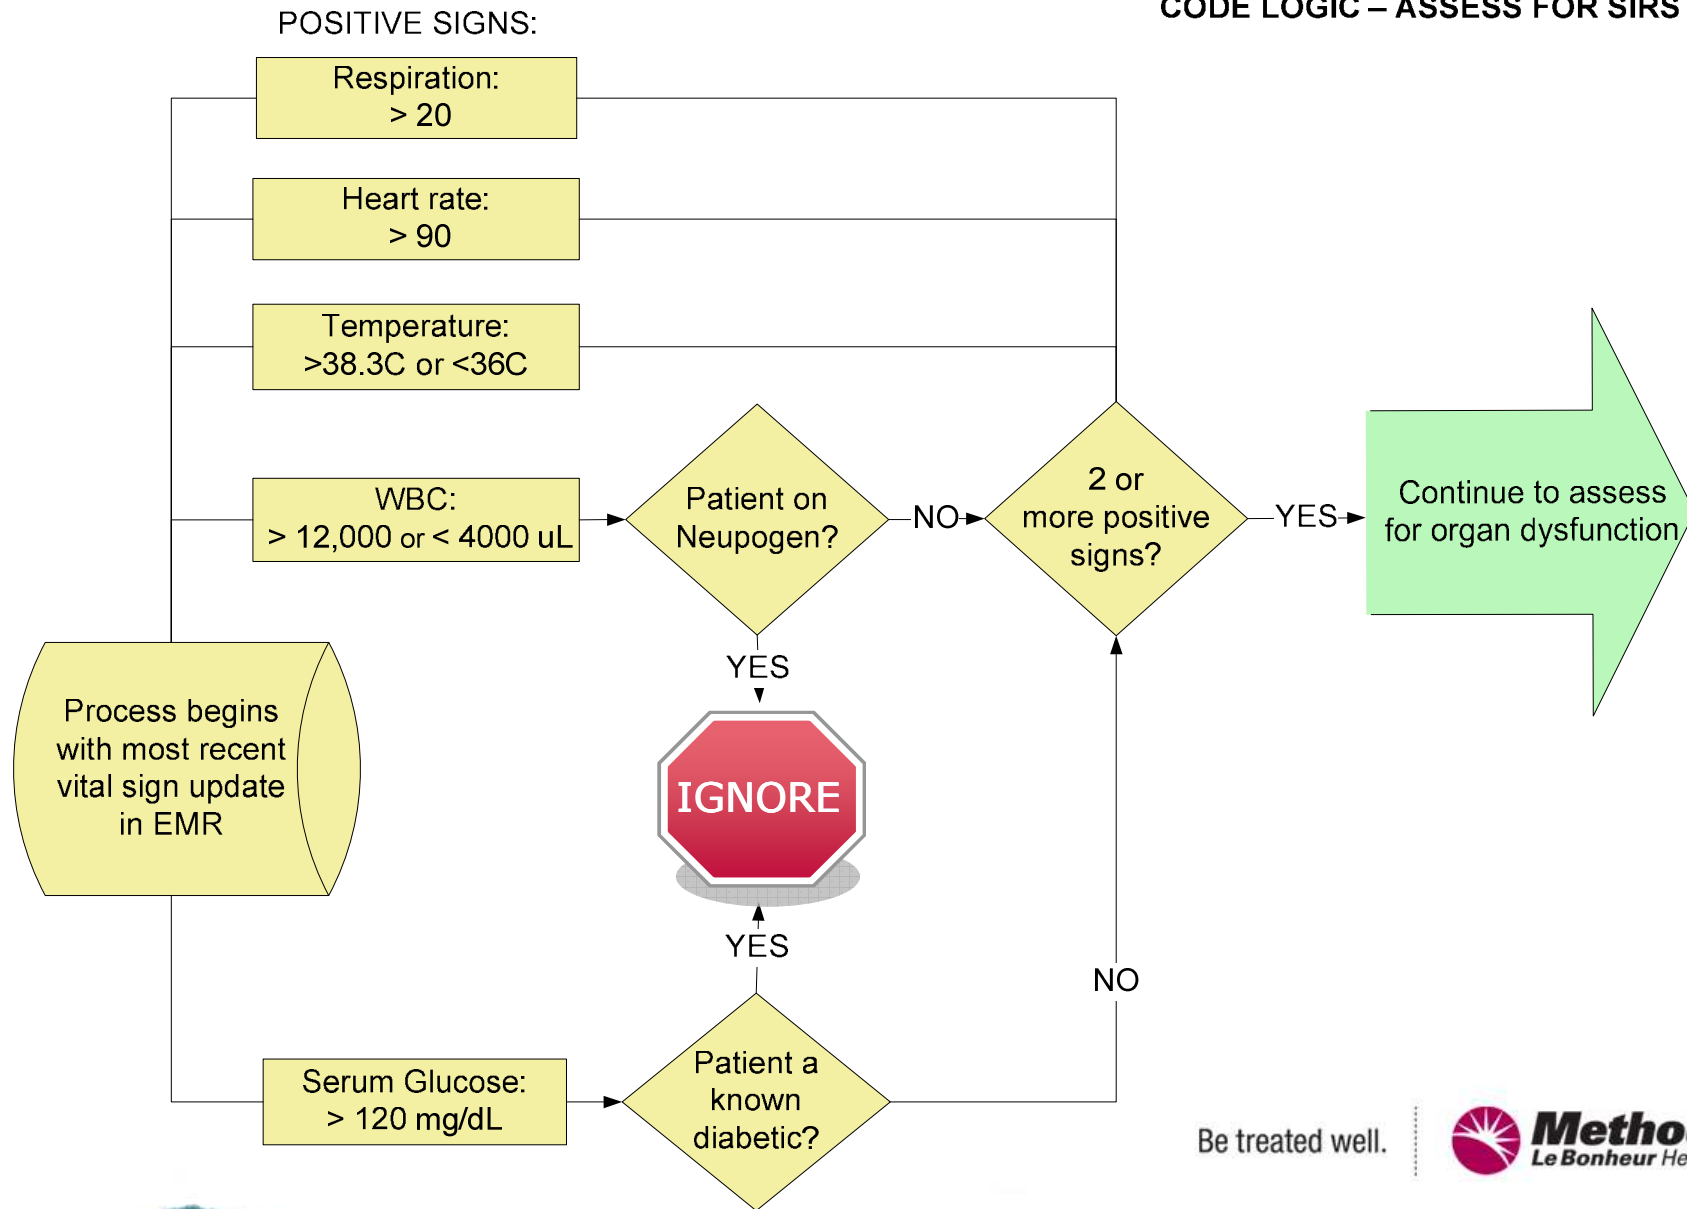 CODE LOGIC – ASSESS FOR SIRS
POSITIVE SIGNS:
Respiration:
> 20
Heart rate:
> 90
Temperature:
>38.3C or <36C
WBC:
> 12,000 or < 4000 uL
Patient on
Neupogen?
NO
2 or
more positive
signs?
YES
Continue to assess
for organ dysfunction
YES
IGNORE
Process begins
with most recent
vital sign update
in EMR
YES
NO
Serum Glucose:
> 120 mg/dL
Patient a
known
diabetic?
Be treated well.
Le Bonheur